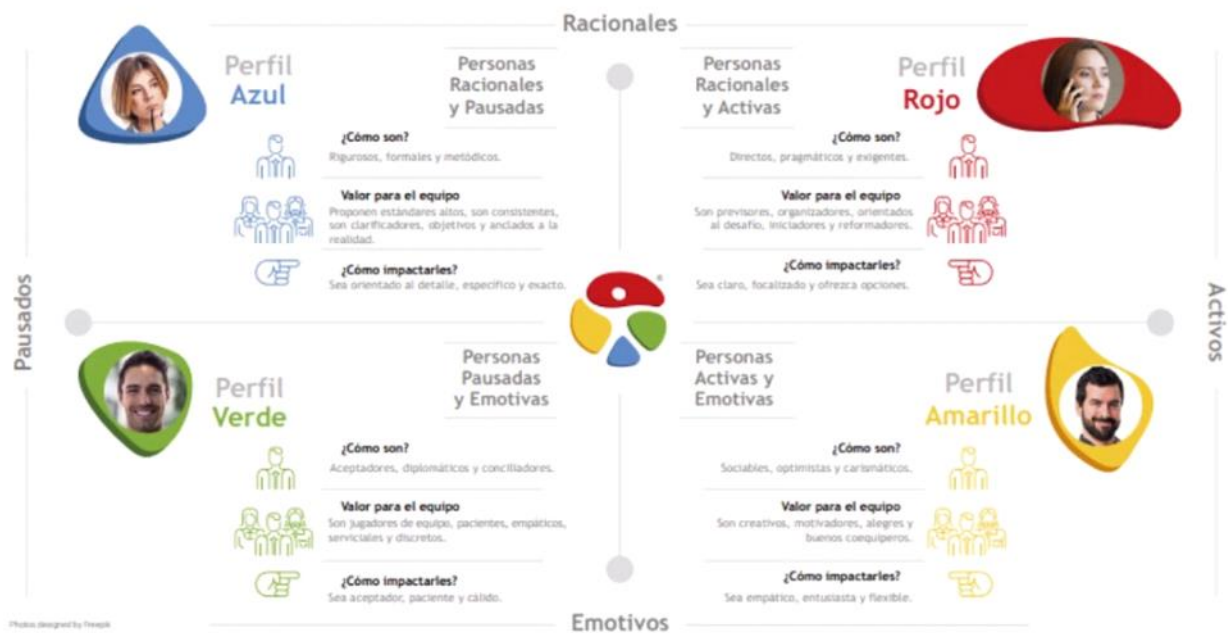 Racionales
Perfil
Azul
Personas
Racionales
y Pausadas
¿Cómo son?
Rigurosos, formales y metódicos.
Valor para el equipo
Proponen estándares altos, son consistentes,
son clarificadores, objetivos y anclados a la
realidad.
¿Cómo impactarles?
Sea orientado al detalle, específico y exacto.
Personas
Racionales
y Activas
Perfil
Rojo
¿Cómo son?
Directos, pragmáticos y exigentes.
Valor para el equipo
Son previsores, organizadores, orientados
al desafío, iniciadores y reformadores.
¿Cómo impactarles?
Sea claro, focalizado y ofrezca opciones.
Pausados
®
Activos
Perfil
Verde
Personas
Pausadas
y Emotivas
¿Cómo son?
Aceptadores, diplomáticos y conciliadores.
Valor para el equipo
Son jugadores de equipo, pacientes, empáticos,
serviciales y discretos.
¿Cómo impactarles?
Sea aceptador, paciente y cálido.
Personas
Activas y
Emotivas
Perfil
Amarillo
¿Cómo son?
Sociables, optimistas y carismáticos.
Valor para el equipo
Son creativos, motivadores, alegres y
buenos coequiperos.
¿Cómo impactarles?
Sea empático, entusiasta y flexible.
Emotivos
Photos designed by Freepik